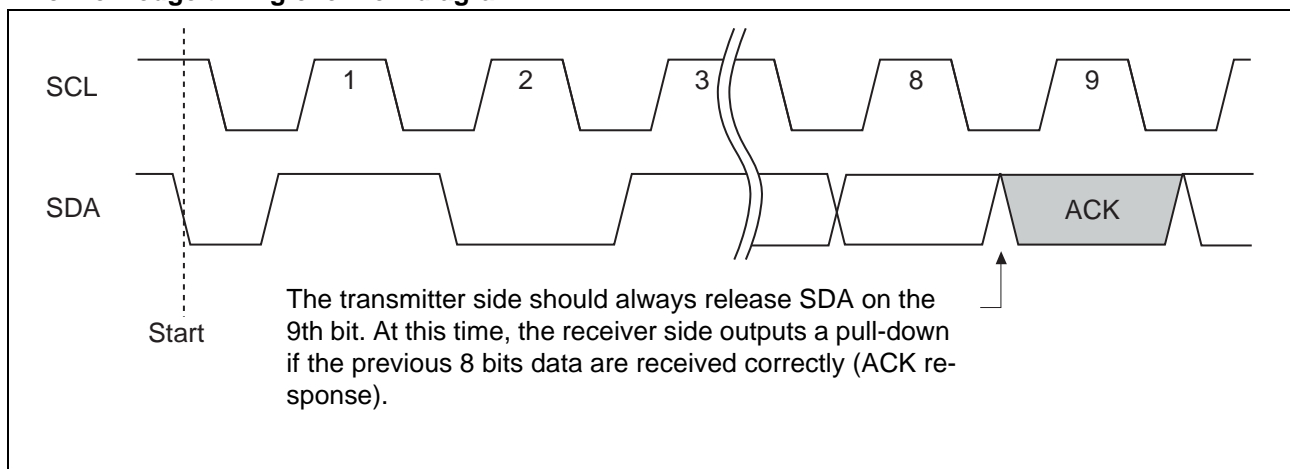 SCL
1
2
3
8
9
SDA
ACK
Start
The transmitter side should always release SDA on the
9th bit. At this time, the receiver side outputs a pull-down
if the previous 8 bits data are received correctly (ACK re-
sponse).